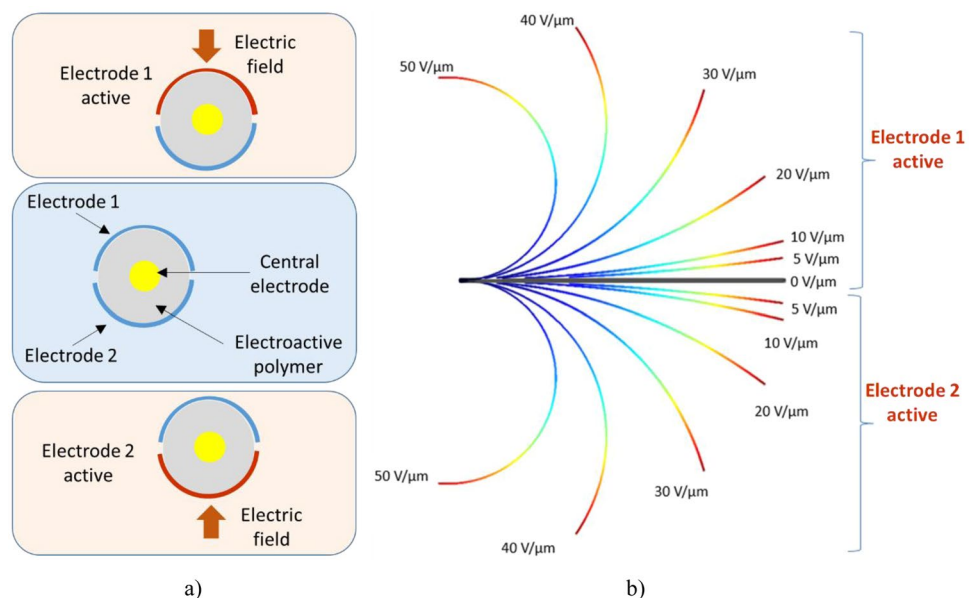 Electrode 1
active
Electric
field
Electrode 1
Central
electrode
Electrode 2
Electroactive
polymer
Electrode 2
active
Electric
field
a)
40 V/µm
50 V/µm
30 V/µm
20 V/µm
10 V/µm
5 V/µm
0 V/µm
5 V/µm
10 V/µm
20 V/µm
30 V/µm
50 V/µm
40 V/µm
Electrode 1
active
Electrode 2
active
b)